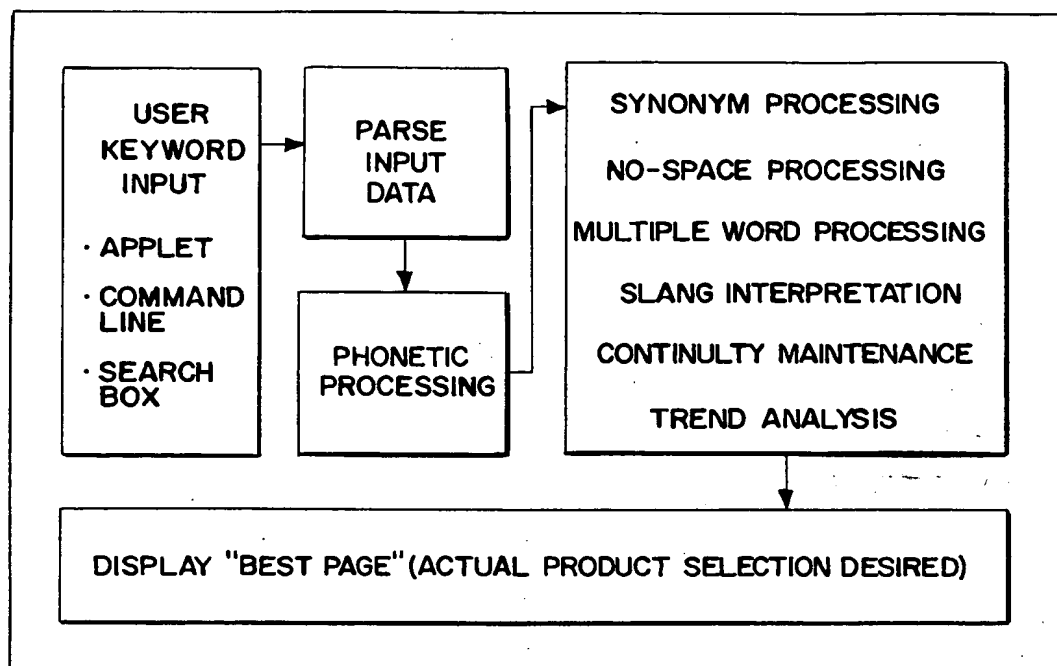 USER
KEYWORD
INPUT
· APPLET
· COMMAND
LINE
· SEARCH
BOX
PARSE
INPUT
DATA
PHONETIC
PROCESSING
SYNONYM PROCESSING
NO-SPACE PROCESSING
MULTIPLE WORD PROCESSING
SLANG INTERPRETATION
CONTINULTY MAINTENANCE
TREND ANALYSIS
DISPLAY "BEST PAGE" (ACTUAL PRODUCT SELECTION DESIRED)